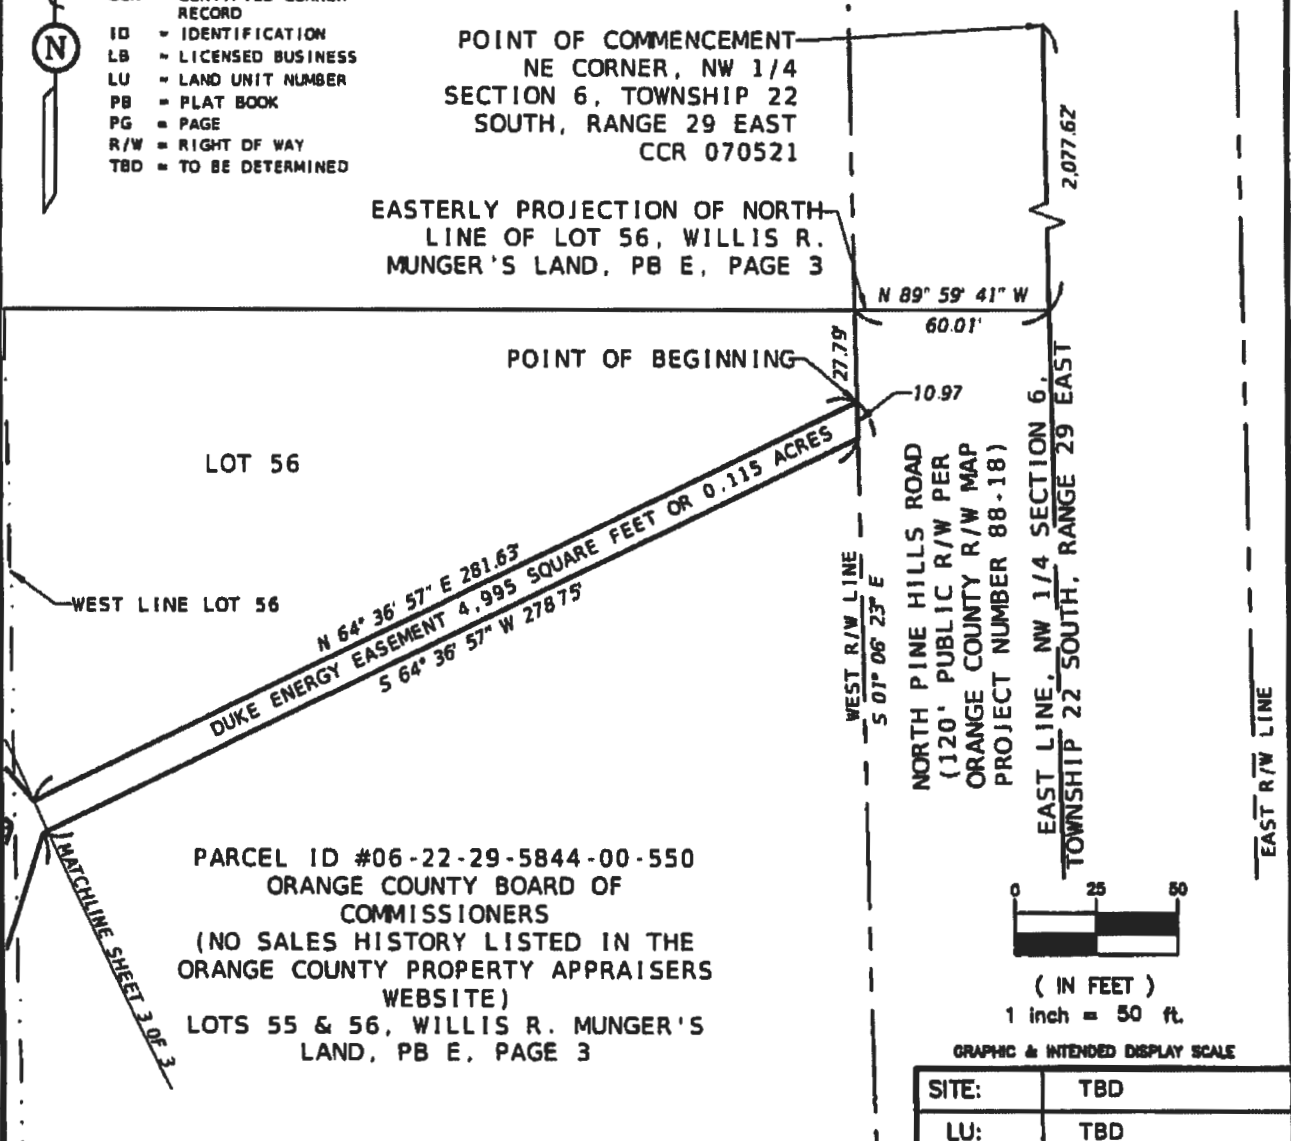 RECORD
ID = IDENTIFICATION
LB = LICENSED BUSINESS
LU = LAND UNIT NUMBER
PB = PLAT BOOK
PG = PAGE
R/W = RIGHT OF WAY
TBD = TO BE DETERMINED
N
POINT OF COMMENCEMENT
NE CORNER, NW 1/4
SECTION 6, TOWNSHIP 22
SOUTH, RANGE 29 EAST
CCR 070521
2,077.62'
EASTERLY PROJECTION OF NORTH
LINE OF LOT 56, WILLIS R.
MUNGER'S LAND, PB E, PAGE 3
N 89° 59' 41" W
60.01'
27.79'
POINT OF BEGINNING
10.97
LOT 56
WEST LINE LOT 56
N 64° 36' 57" E 281.63'
DUKE ENERGY EASEMENT 4,995 SQUARE FEET OR 0.115 ACRES
S 64° 36' 57" W 278.75'
WEST R/W LINE
S 01° 06' 23" E
NORTH PINE HILLS ROAD
(120' PUBLIC R/W PER
ORANGE COUNTY R/W MAP
PROJECT NUMBER 88-18)
EAST LINE, NW 1/4 SECTION 6,
TOWNSHIP 22 SOUTH, RANGE 29 EAST
EAST R/W LINE
MATCHLINE SHEET 3 OF 3
PARCEL ID #06-22-29-5844-00-550
ORANGE COUNTY BOARD OF
COMMISSIONERS
(NO SALES HISTORY LISTED IN THE
ORANGE COUNTY PROPERTY APPRAISERS
WEBSITE)
LOTS 55 & 56, WILLIS R. MUNGER'S
LAND, PB E, PAGE 3
0 25 50
( IN FEET )
1 inch = 50 ft.
GRAPHIC & INTENDED DISPLAY SCALE
SITE: TBD
LU: TBD